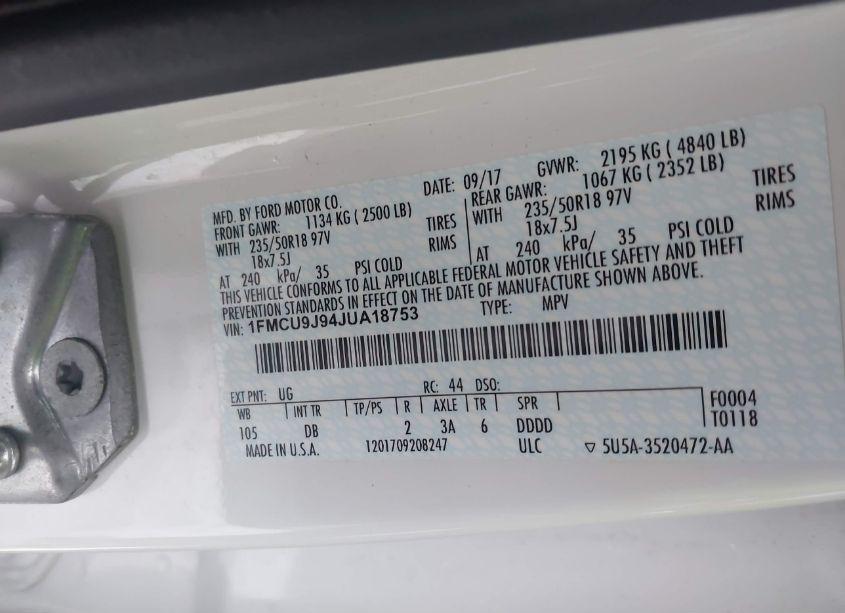 MFD. BY FORD MOTOR CO. DATE: 09/17 GVWR: 2195 KG ( 4840 LB)
FRONT GAWR: 1134 KG ( 2500 LB) REAR GAWR: 1067 KG ( 2352 LB)
WITH 235/50R18 97V TIRES WITH 235/50R18 97V TIRES
18x7.5J RIMS 18x7.5J RIMS
AT 240 kPa/ 35 PSI COLD AT 240 kPa/ 35 PSI COLD
THIS VEHICLE CONFORMS TO ALL APPLICABLE FEDERAL MOTOR VEHICLE SAFETY AND THEFT
PREVENTION STANDARDS IN EFFECT ON THE DATE OF MANUFACTURE SHOWN ABOVE.
VIN: 1FMCU9J94JUA18753 TYPE: MPV
EXT PNT: UG RC: 44 DSO:
WB INT TR TP/PS R AXLE TR SPR F0004
105 DB 2 3A 6 DDDD T0118
MADE IN U.S.A. 1201709208247 ULC ▽ 5U5A-3520472-AA